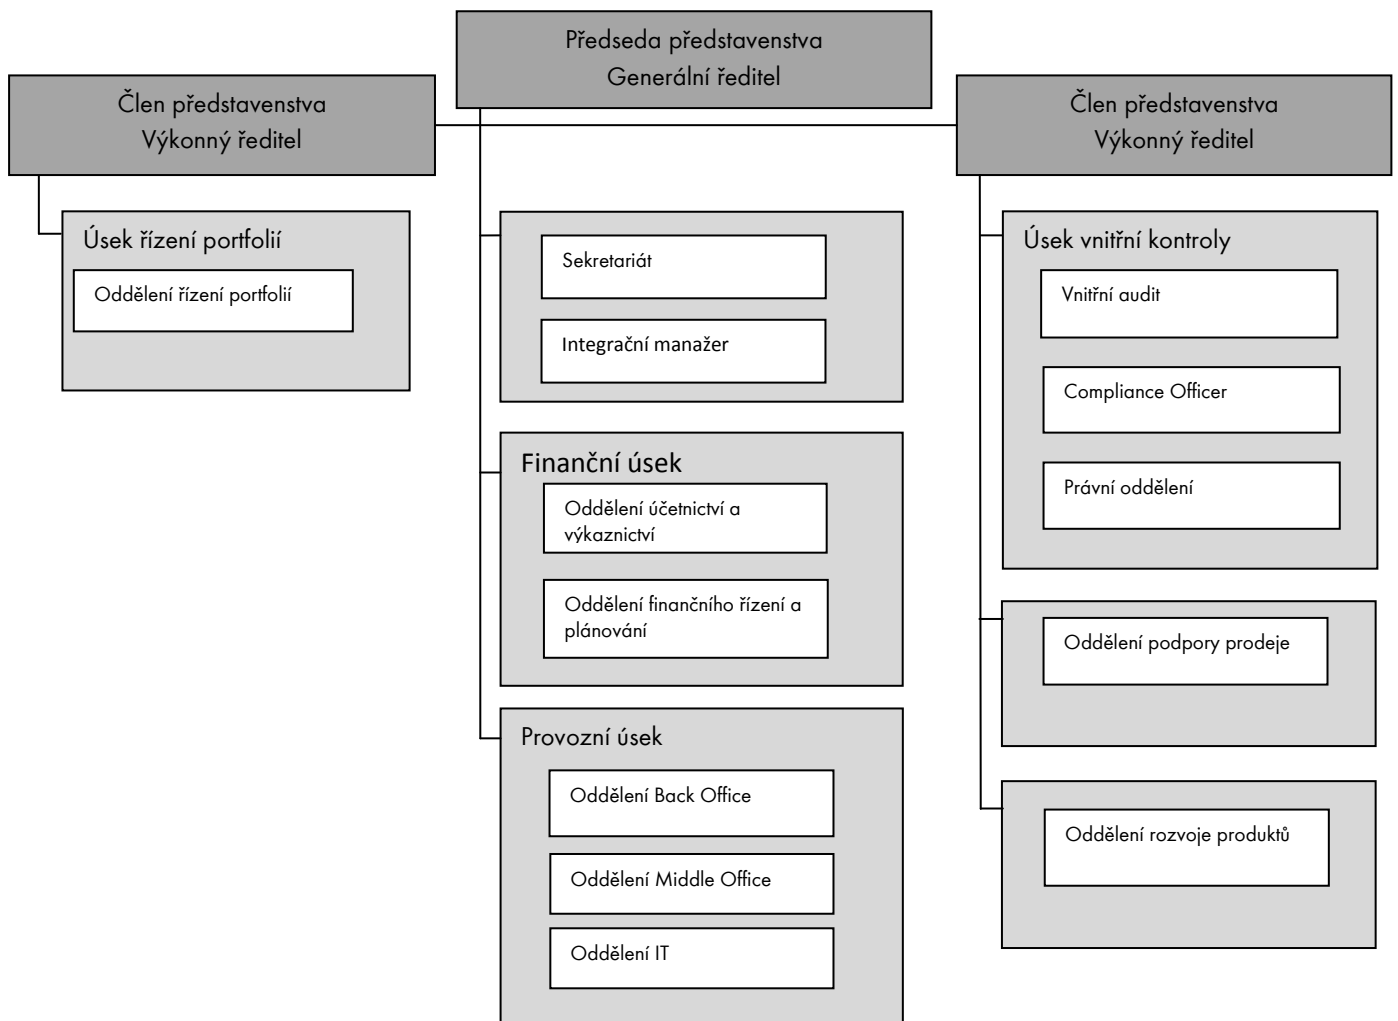 Předseda představenstva
Generální ředitel
Člen představenstva
Výkonný ředitel
Člen představenstva
Výkonný ředitel
Úsek řízení portfolií
Oddělení řízení portfolií
Sekretariát
Integrační manažer
Finanční úsek
Oddělení účetnictví a
výkaznictví
Oddělení finančního řízení a
plánování
Provozní úsek
Oddělení Back Office
Oddělení Middle Office
Oddělení IT
Úsek vnitřní kontroly
Vnitřní audit
Compliance Officer
Právní oddělení
Oddělení podpory prodeje
Oddělení rozvoje produktů